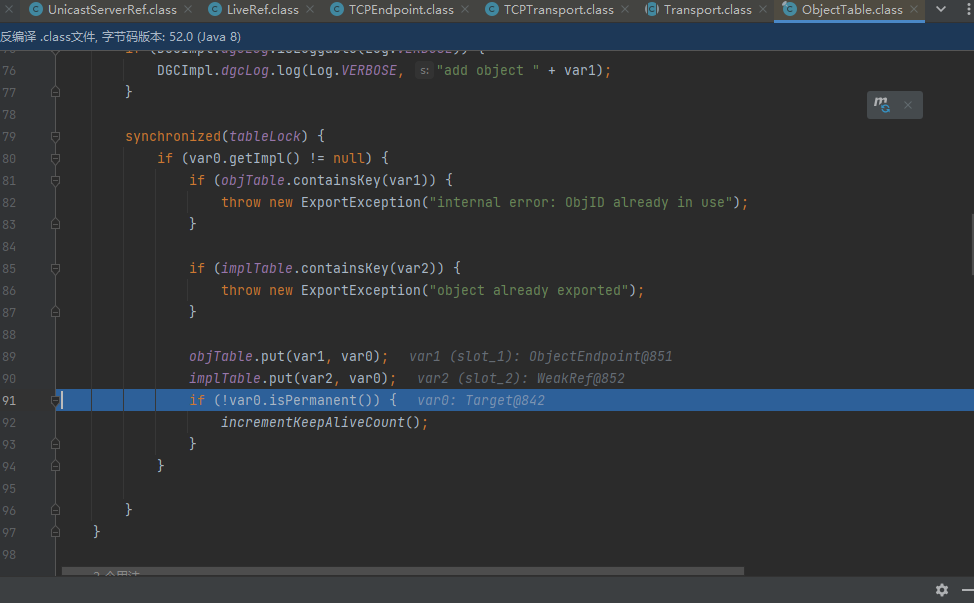 UnicastServerRef.class LiveRef.class TCPEndpoint.class TCPTransport.class Transport.class ObjectTable.class
反编译 .class文件, 字节码版本: 52.0 (Java 8)
if (DGCImpl.dgcLog.isLoggable(Log.VERBOSE)) {
76 DGCImpl.dgcLog.log(Log.VERBOSE, s: "add object " + var1);
77 }
78
79 synchronized(tableLock) {
80 if (var0.getImpl() != null) {
81 if (objTable.containsKey(var1)) {
82 throw new ExportException("internal error: ObjID already in use");
83 }
84
85 if (implTable.containsKey(var2)) {
86 throw new ExportException("object already exported");
87 }
88
89 objTable.put(var1, var0); var1 (slot_1): ObjectEndpoint@851
90 implTable.put(var2, var0); var2 (slot_2): WeakRef@852
91 if (!var0.isPermanent()) { var0: Target@842
92 incrementKeepAliveCount();
93 }
94 }
95
96 }
97 }
98